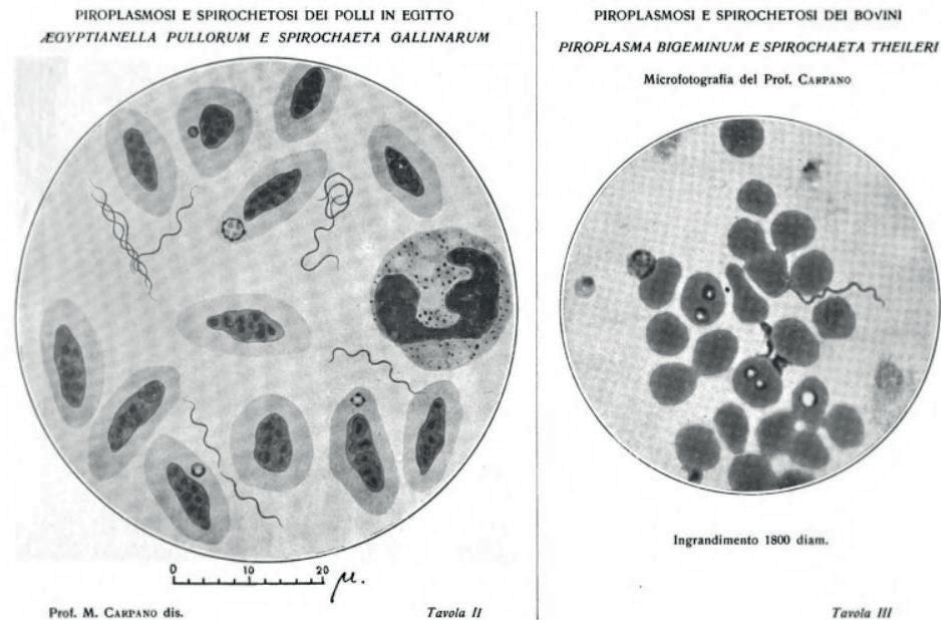 PIROPLASMOSI E SPIROCHETOSI DEI POLLI IN EGITTO
ÆGYPTIANELLA PULLORUM E SPIROCHAETA GALLINARUM
0 10 20 μ.
Prof. M. CARPANO dis. Tavola II
PIROPLASMOSI E SPIROCHETOSI DEI BOVINI
PIROPLASMA BIGEMINUM E SPIROCHAETA THEILERI
Microfotografia del Prof. CARPANO
Ingrandimento 1800 diam.
Tavola III